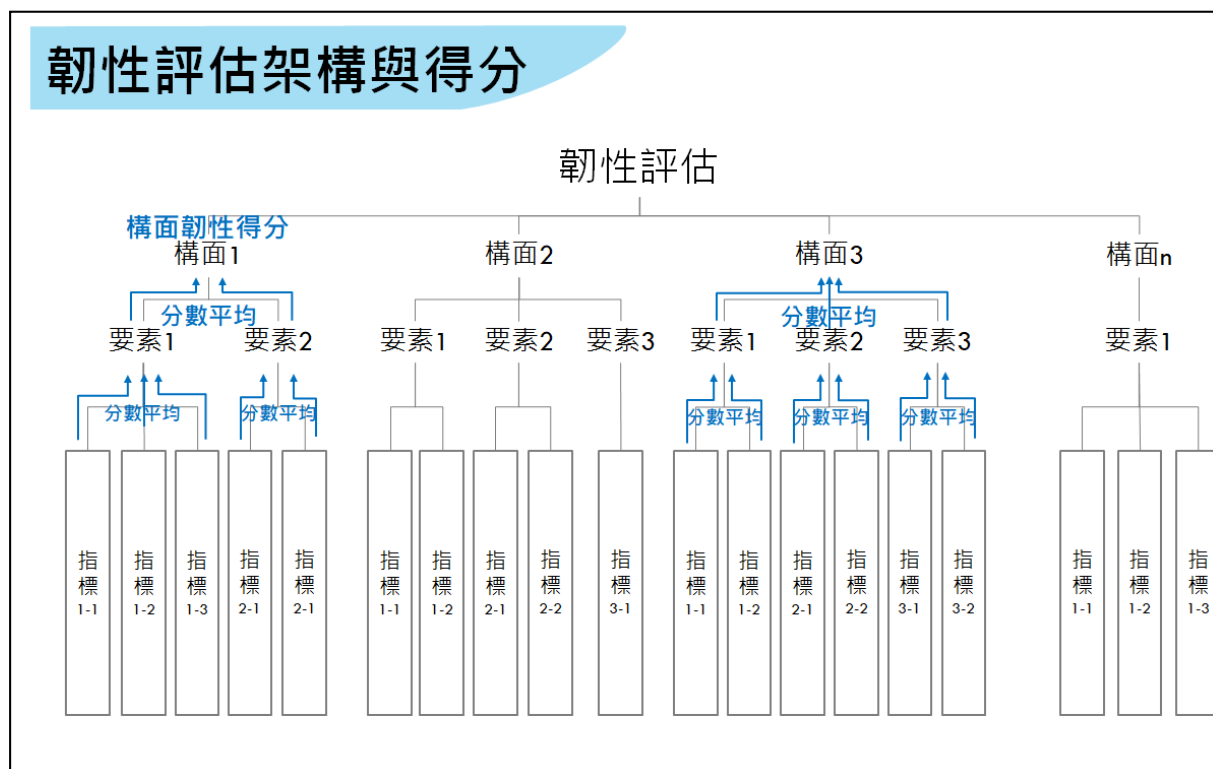 韌性評估架構與得分
韌性評估
構面韌性得分
構面1
構面2
構面3
構面n
分數平均
分數平均
要素1
要素2
要素1
要素2
要素3
要素1
要素2
要素3
要素1
分數平均
分數平均
分數平均
分數平均
分數平均
指標1-1
指標1-2
指標1-3
指標2-1
指標2-1
指標1-1
指標1-2
指標2-1
指標2-2
指標3-1
指標1-1
指標1-2
指標2-1
指標2-2
指標3-1
指標3-2
指標1-1
指標1-2
指標1-3